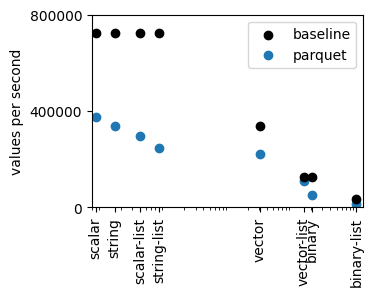 800000
400000
0
values per second
baseline
parquet
scalar
string
scalar-list
string-list
vector
vector-list
binary
binary-list